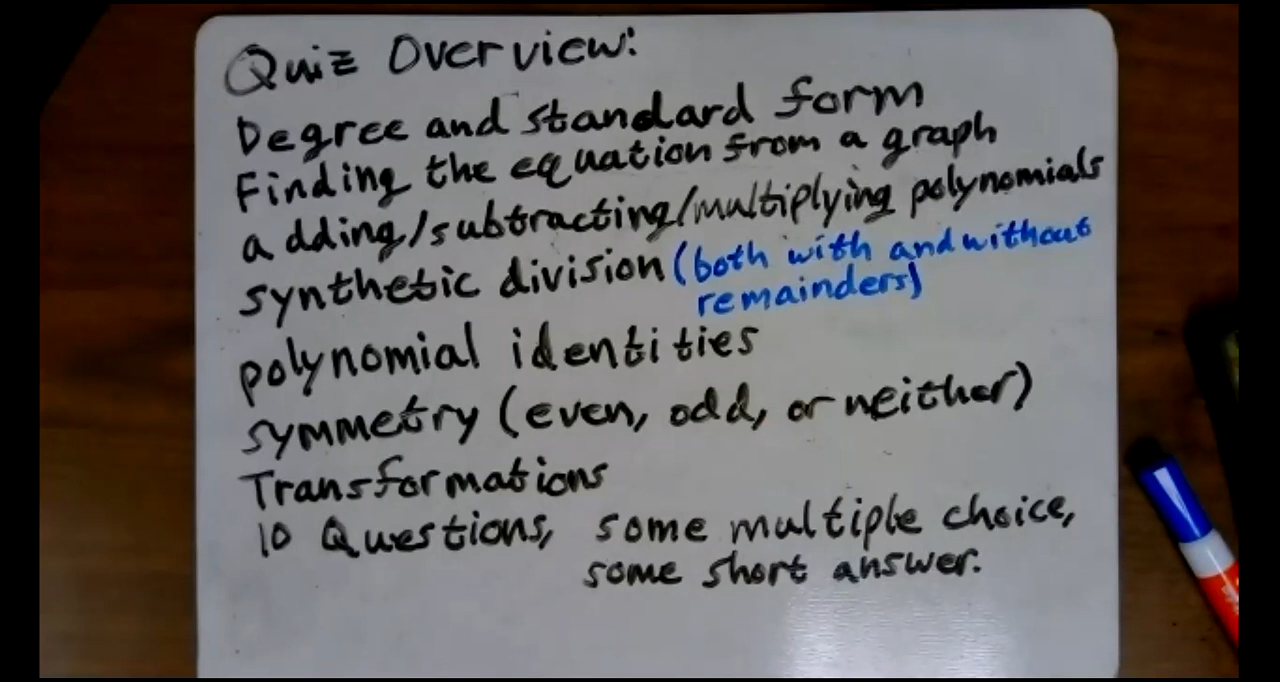 Quiz Overview:
Degree and standard form
Finding the equation from a graph
adding/subtracting/multiplying polynomials
synthetic division (both with and without
remainders)
polynomial identities
symmetry (even, odd, or neither)
Transformations
10 Questions, some multiple choice,
some short answer.